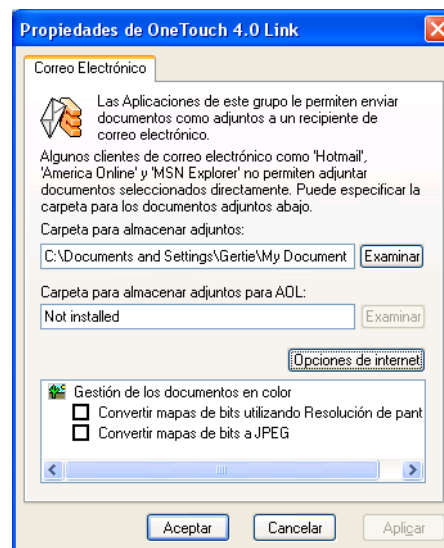 Propiedades de OneTouch 4.0 Link
Correo Electrónico
Las Aplicaciones de este grupo le permiten enviar
documentos como adjuntos a un recipiente de
correo electrónico.
Algunos clientes de correo electrónico como 'Hotmail',
'America Online' y 'MSN Explorer' no permiten adjuntar
documentos seleccionados directamente. Puede especificar la
carpeta para los documentos adjuntos abajo.
Carpeta para almacenar adjuntos:
C:\Documents and Settings\Gertie\My Document
Examinar
Carpeta para almacenar adjuntos para AOL:
Not installed
Examinar
Opciones de internet
Gestión de los documentos en color
Convertir mapas de bits utilizando Resolución de pant
Convertir mapas de bits a JPEG
Aceptar
Cancelar
Aplicar